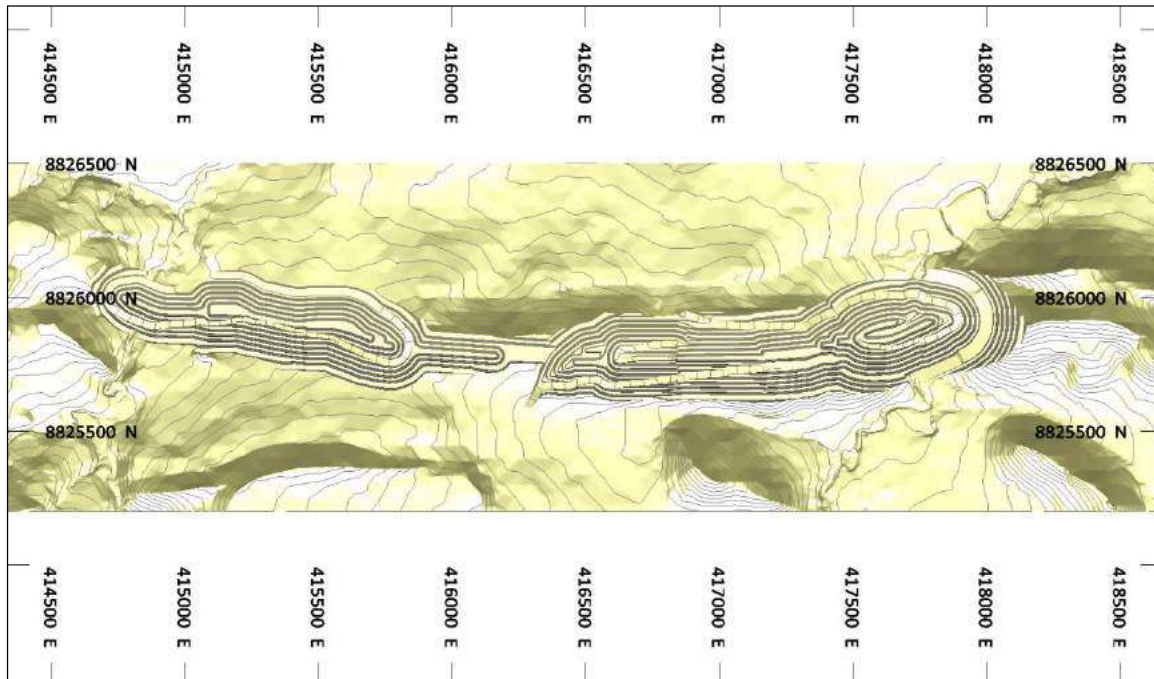 414500 E
415000 E
415500 E
416000 E
416500 E
417000 E
417500 E
418000 E
418500 E
8826500 N
8826500 N
8826000 N
8826000 N
8825500 N
8825500 N
414500 E
415000 E
415500 E
416000 E
416500 E
417000 E
417500 E
418000 E
418500 E